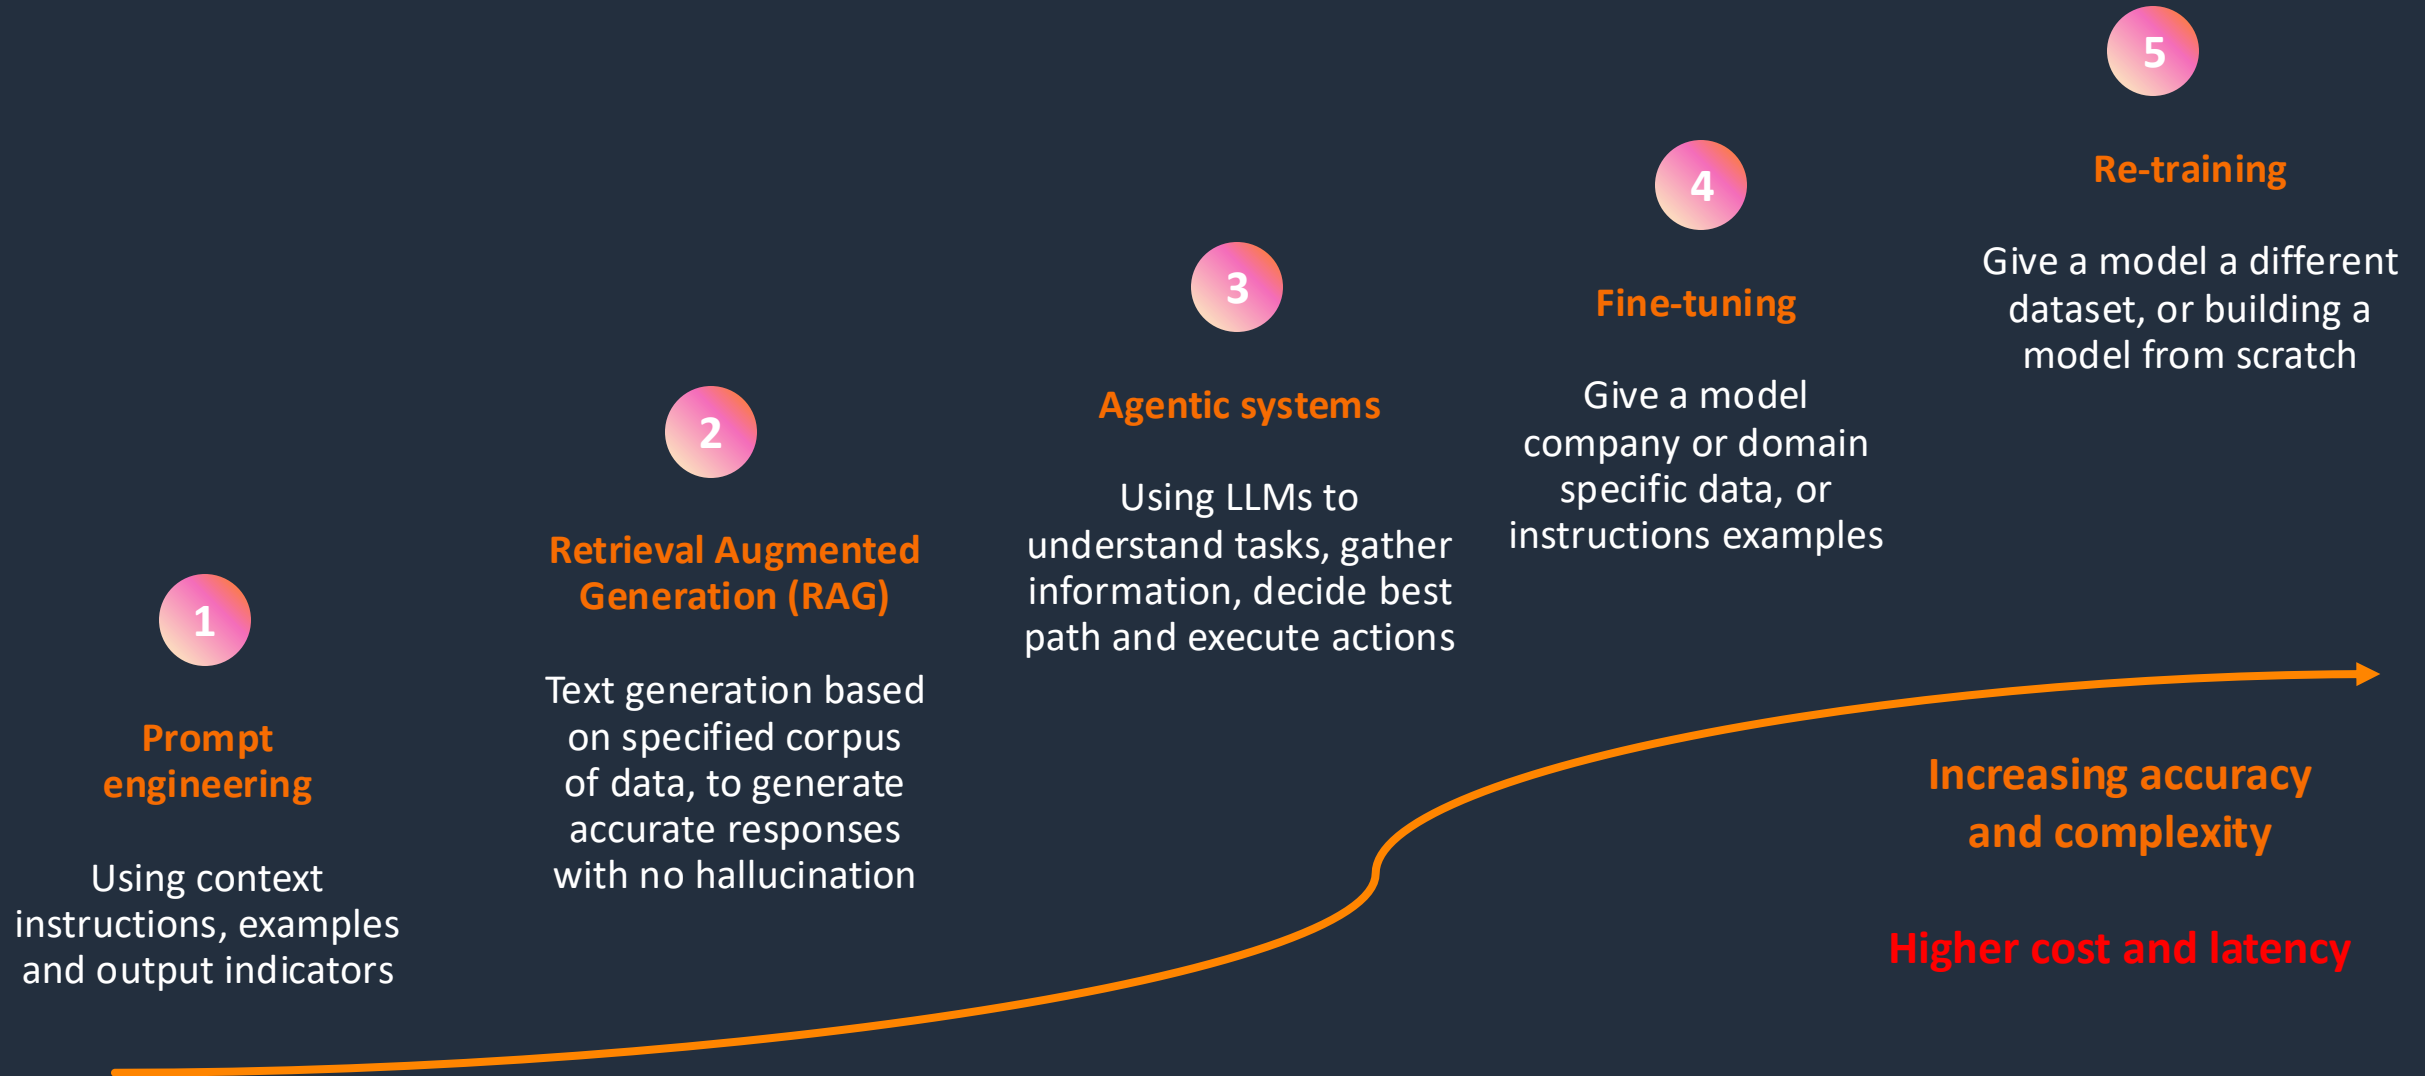 1
Prompt
engineering
Using context
instructions, examples
and output indicators
2
Retrieval Augmented
Generation (RAG)
Text generation based
on specified corpus
of data, to generate
accurate responses
with no hallucination
3
Agentic systems
Using LLMs to
understand tasks, gather
information, decide best
path and execute actions
4
Fine-tuning
Give a model
company or domain
specific data, or
instructions examples
5
Re-training
Give a model a different
dataset, or building a
model from scratch
Increasing accuracy
and complexity
Higher cost and latency